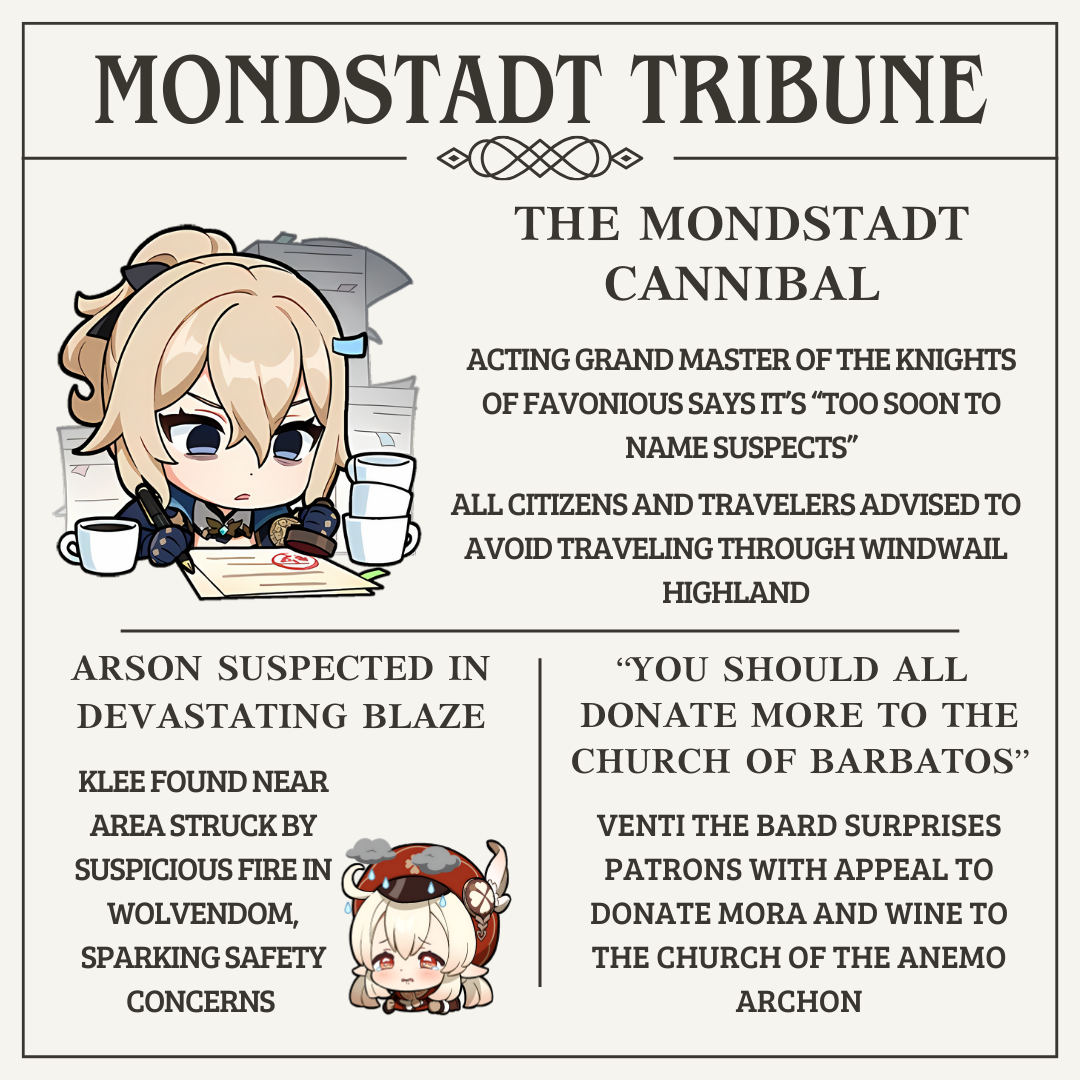 MONDSTADT TRIBUNE
THE MONDSTADT
CANNIBAL
ACTING GRAND MASTER OF THE KNIGHTS
OF FAVONIOUS SAYS IT'S “TOO SOON TO
NAME SUSPECTS”
ALL CITIZENS AND TRAVELERS ADVISED TO
AVOID TRAVELING THROUGH WINDWAIL
HIGHLAND
ARSON SUSPECTED IN
DEVASTATING BLAZE
KLEE FOUND NEAR
AREA STRUCK BY
SUSPICIOUS FIRE IN
WOLVENDOM,
SPARKING SAFETY
CONCERNS
“YOU SHOULD ALL
DONATE MORE TO THE
CHURCH OF BARBATOS”
VENTI THE BARD SURPRISES
PATRONS WITH APPEAL TO
DONATE MORA AND WINE TO
THE CHURCH OF THE ANEMO
ARCHON